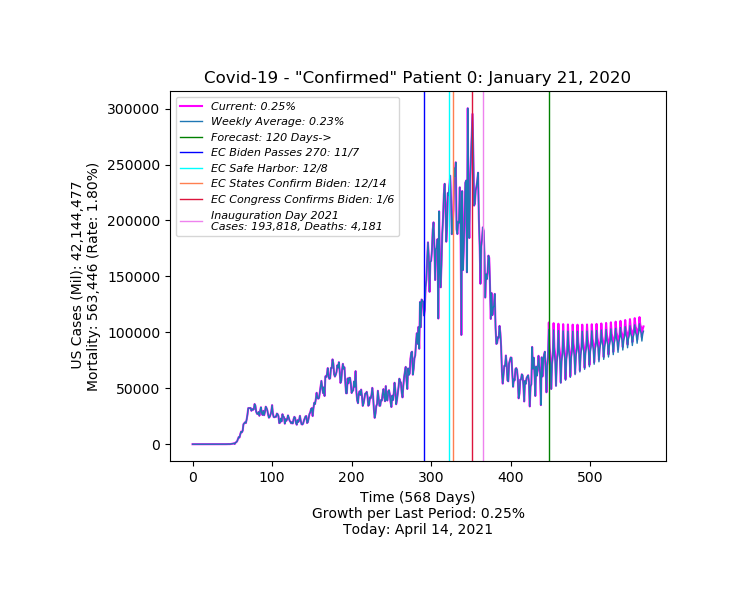 Covid-19 - "Confirmed" Patient 0: January 21, 2020
300000
250000
200000
150000
100000
50000
0
US Cases (Mil): 42,144,477
Mortality: 563,446 (Rate: 1.80%)
Current: 0.25%
Weekly Average: 0.23%
Forecast: 120 Days->
EC Biden Passes 270: 11/7
EC Safe Harbor: 12/8
EC States Confirm Biden: 12/14
EC Congress Confirms Biden: 1/6
Inauguration Day 2021
Cases: 193,818, Deaths: 4,181
0 100 200 300 400 500
Time (568 Days)
Growth per Last Period: 0.25%
Today: April 14, 2021